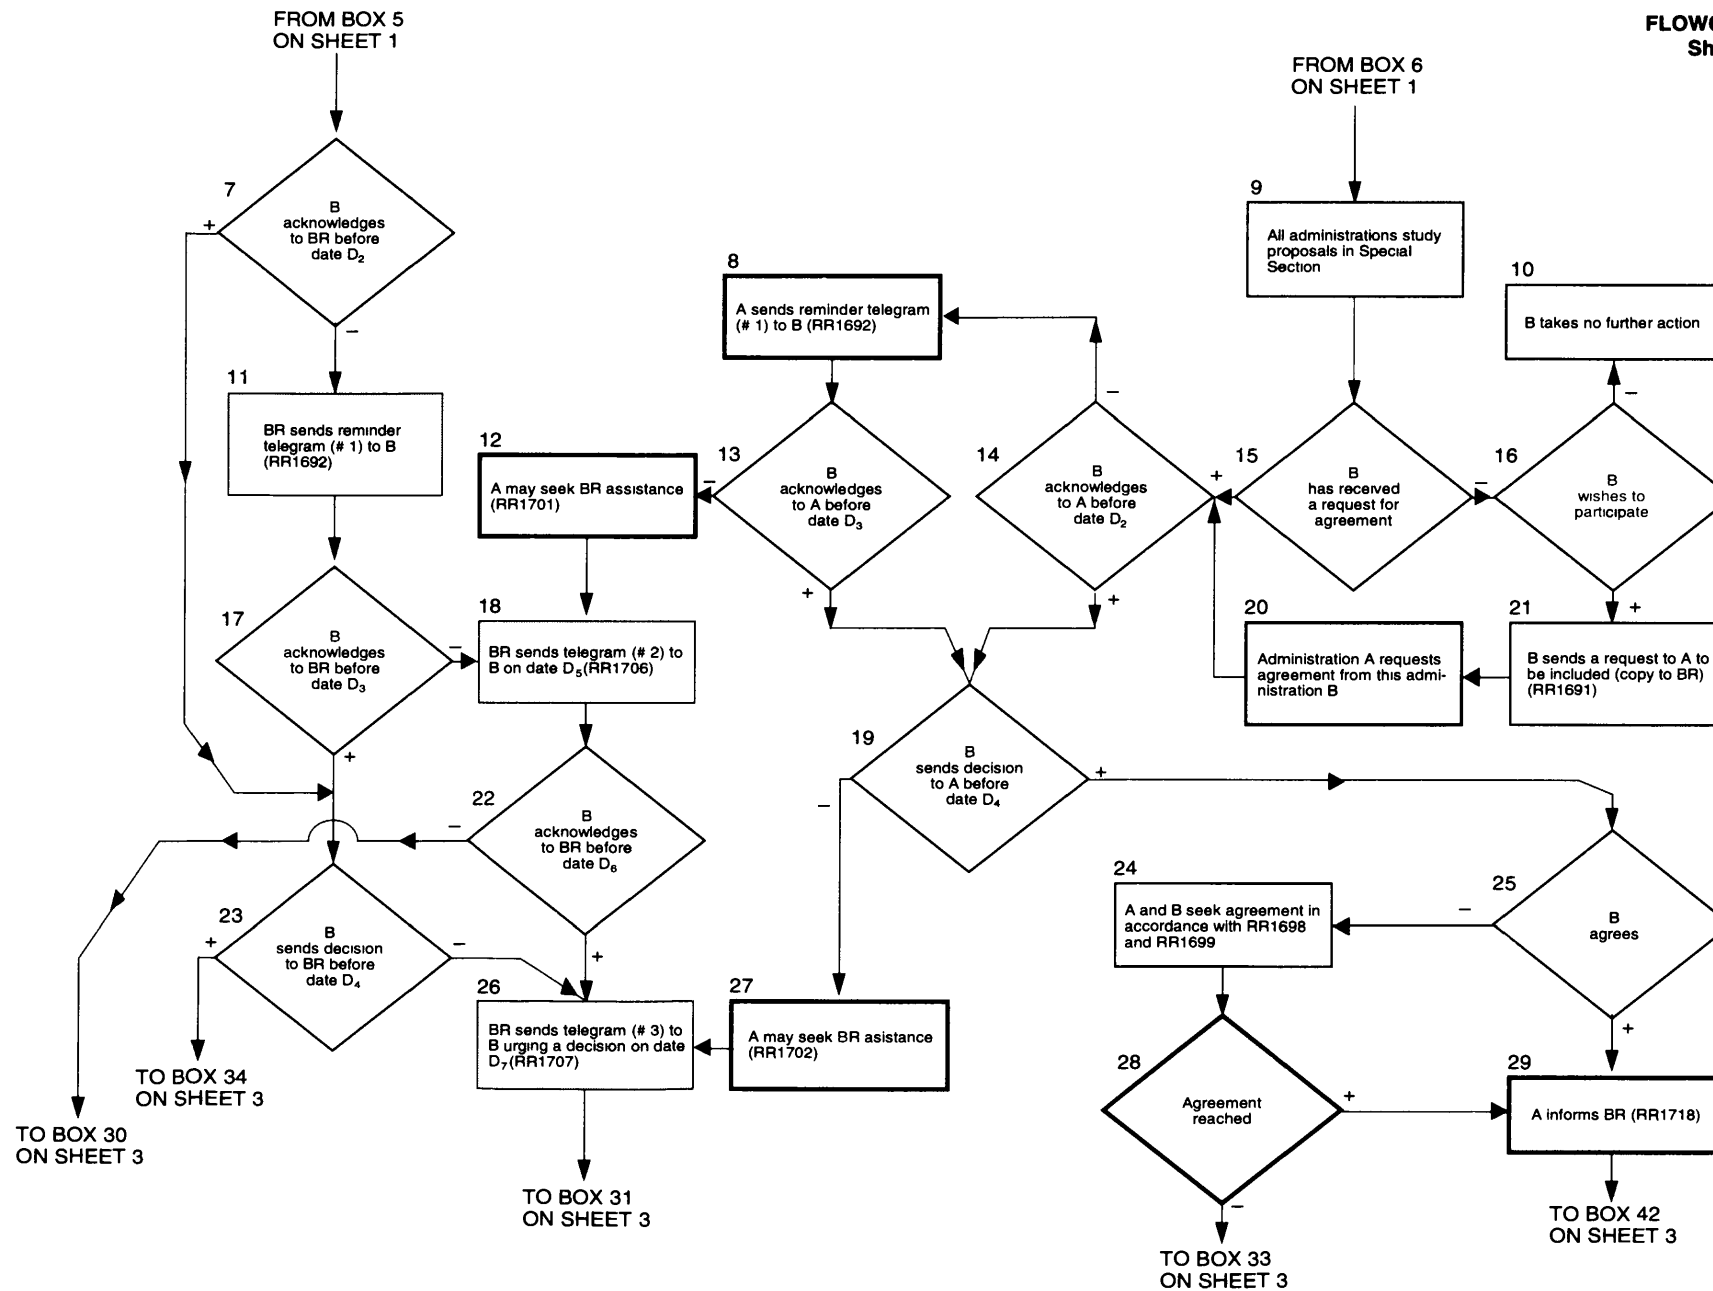 FROM BOX 5
ON SHEET 1
FLOW
Sh
FROM BOX 6
ON SHEET 1
7
B
acknowledges
to BR before
date D2
+
−
9
All administrations study
proposals in Special
Section
8
A sends reminder telegram
(# 1) to B (RR1692)
10
B takes no further action
11
BR sends reminder
telegram (# 1) to B
(RR1692)
12
A may seek BR assistance
(RR1701)
13
B
acknowledges
to A before
date D3
−
+
14
B
acknowledges
to A before
date D2
−
+
15
B
has received
a request for
agreement
+
−
16
B
wishes to
participate
−
+
17
B
acknowledges
to BR before
date D3
−
+
18
BR sends telegram (# 2) to
B on date D5(RR1706)
20
Administration A requests
agreement from this admi-
nistration B
21
B sends a request to A to
be included (copy to BR)
(RR1691)
19
B
sends decision
to A before
date D4
−
+
22
B
acknowledges
to BR before
date D6
−
+
23
B
sends decision
to BR before
date D4
+
−
24
A and B seek agreement in
accordance with RR1698
and RR1699
25
B
agrees
−
+
26
BR sends telegram (# 3) to
B urging a decision on date
D7(RR1707)
27
A may seek BR asistance
(RR1702)
28
Agreement
reached
+
−
29
A informs BR (RR1718)
TO BOX 34
ON SHEET 3
TO BOX 30
ON SHEET 3
TO BOX 31
ON SHEET 3
TO BOX 33
ON SHEET 3
TO BOX 42
ON SHEET 3